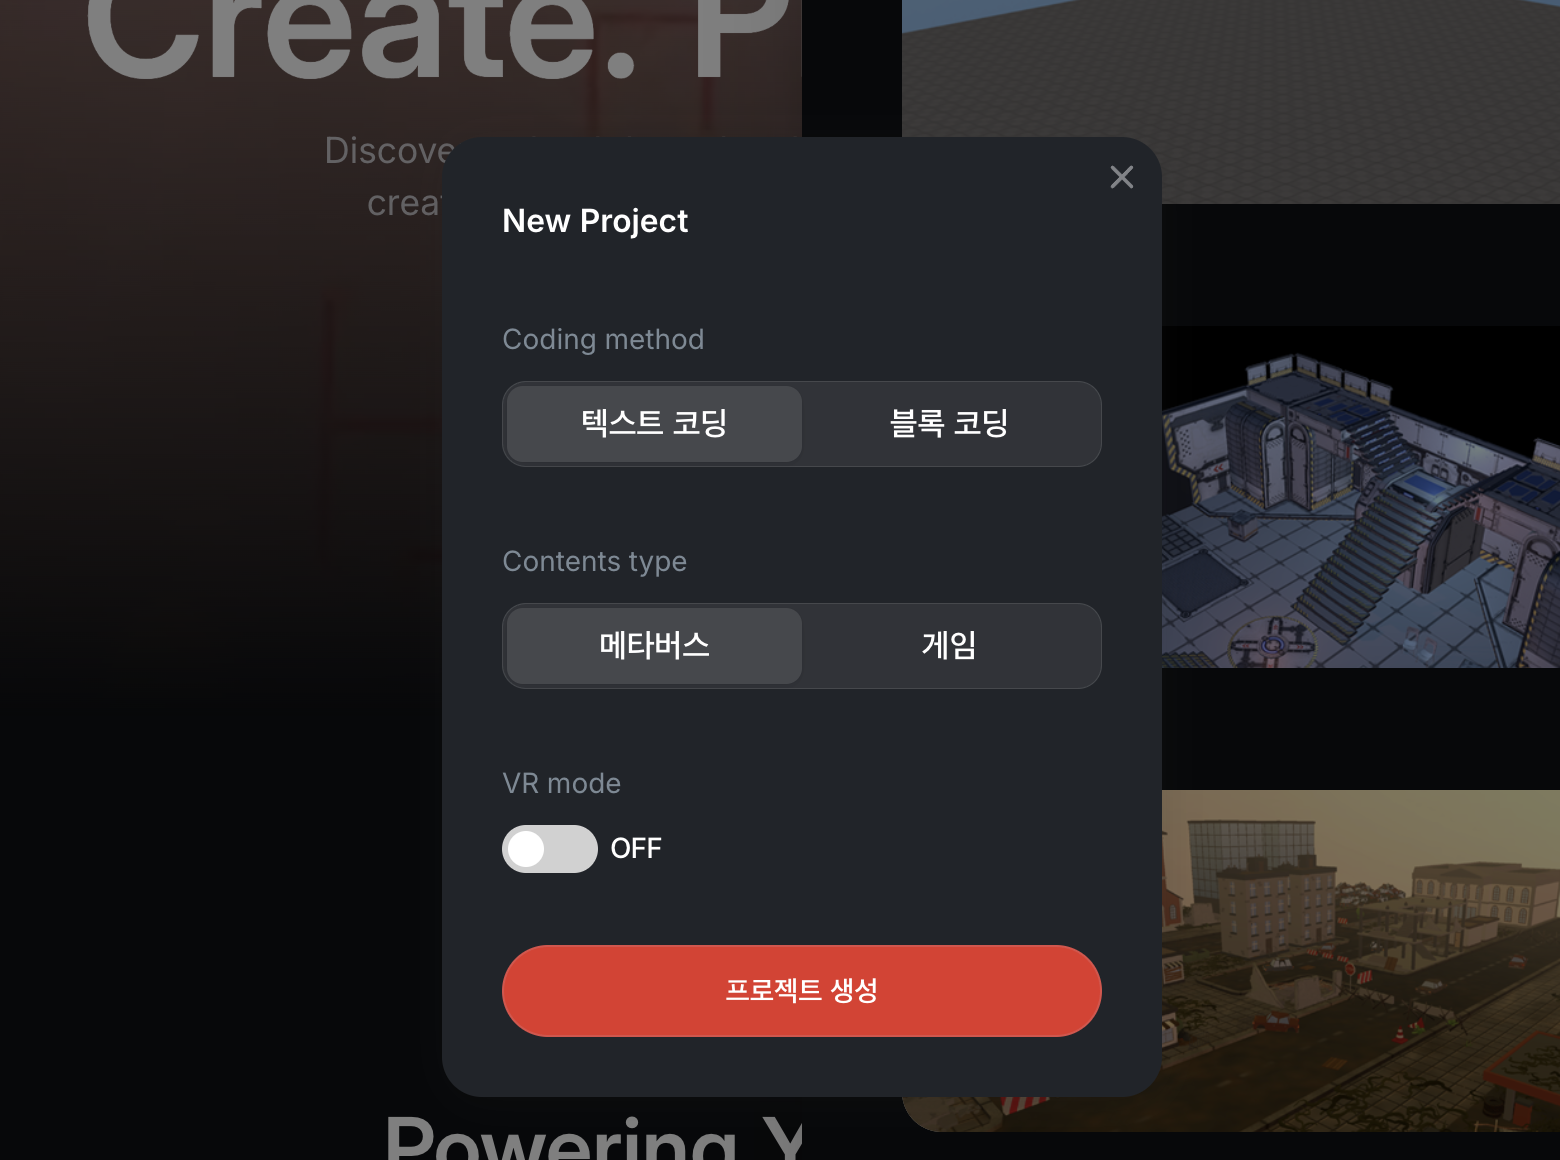 Create. P
Discove
creat
New Project
Coding method
텍스트 코딩
블록 코딩
Contents type
메타버스
게임
VR mode
OFF
프로젝트 생성
Powering Y